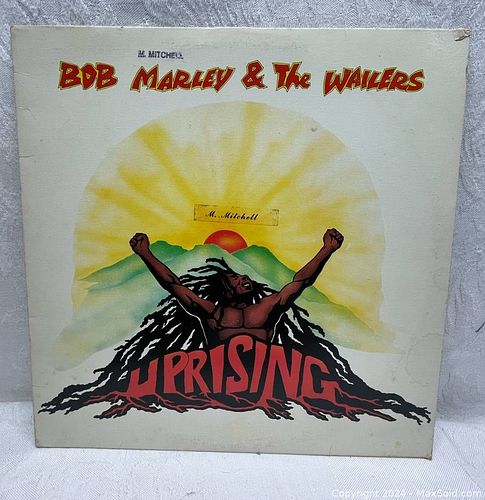 M. MITCHELL
BOB MARLEY & The WAILERS
M. Mitchell
UPRISING
Copyright 2024 - MaxSold.com